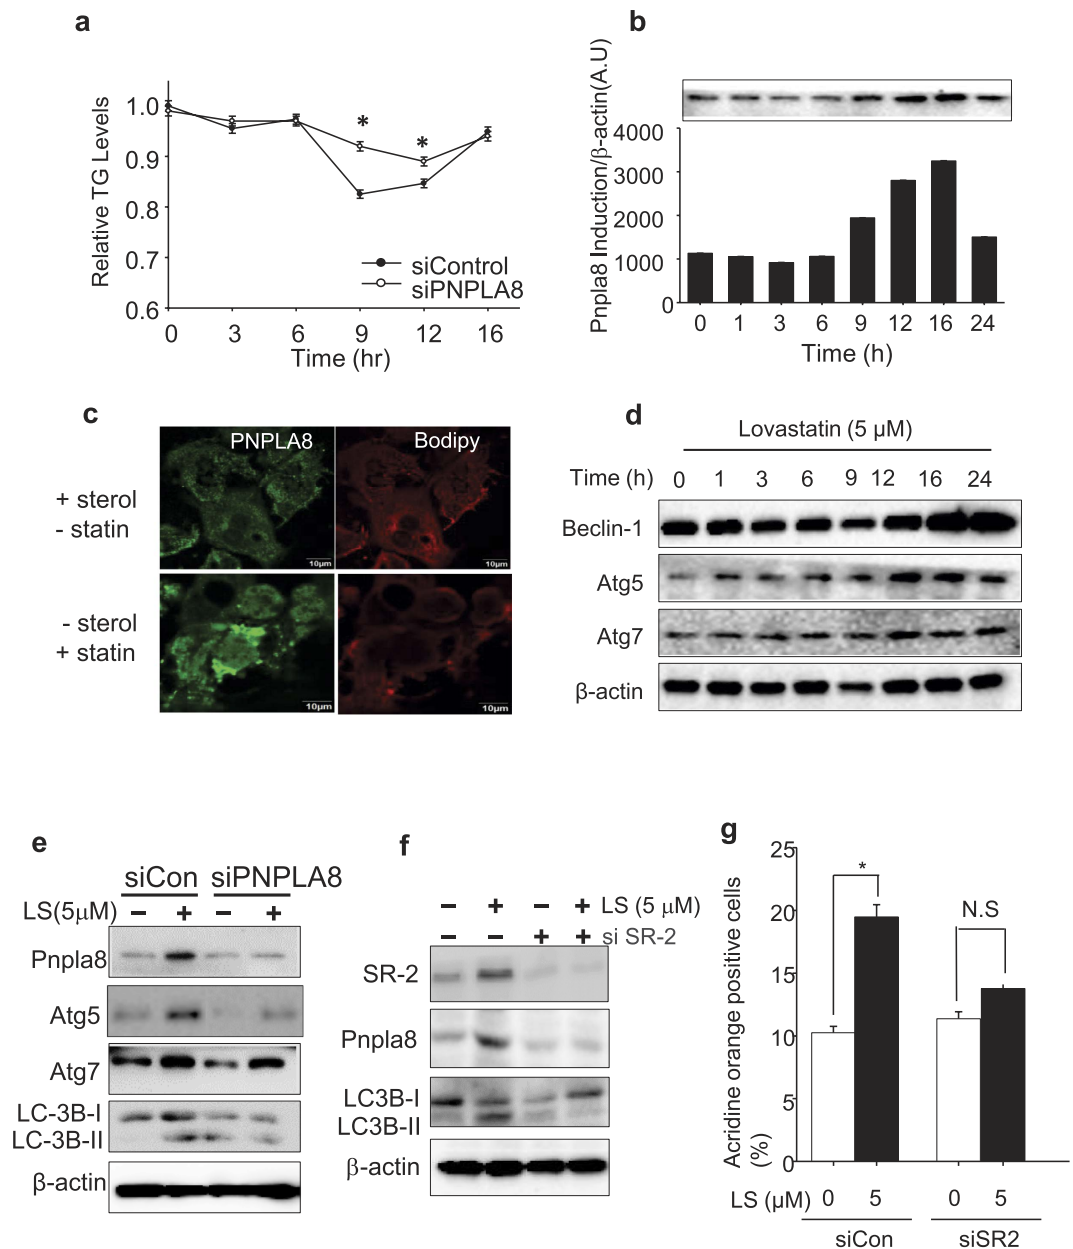 a
Relative TG Levels
1.0
0.9
0.8
0.7
0.6
*
*
siControl
siPNPLA8
0 3 6 9 12 16
Time (hr)
b
Pnpla8 Induction/β-actin(A.U)
4000
3000
2000
1000
0
0 1 3 6 9 12 16 24
Time (h)
c
PNPLA8 Bodipy
+ sterol
- statin
10μm 10μm
- sterol
+ statin
10μm 10μm
d
Lovastatin (5 μM)
Time (h) 0 1 3 6 9 12 16 24
Beclin-1
Atg5
Atg7
β-actin
e
siCon siPNPLA8
LS(5μM) – + – +
Pnpla8
Atg5
Atg7
LC-3B-I
LC-3B-II
β-actin
f
– + – + LS (5 μM)
– – + + si SR-2
SR-2
Pnpla8
LC3B-I
LC3B-II
β-actin
g
Acridine orange positive cells
(%)
25
20
15
10
5
0
*
N.S
LS (μM) 0 5 0 5
siCon siSR2